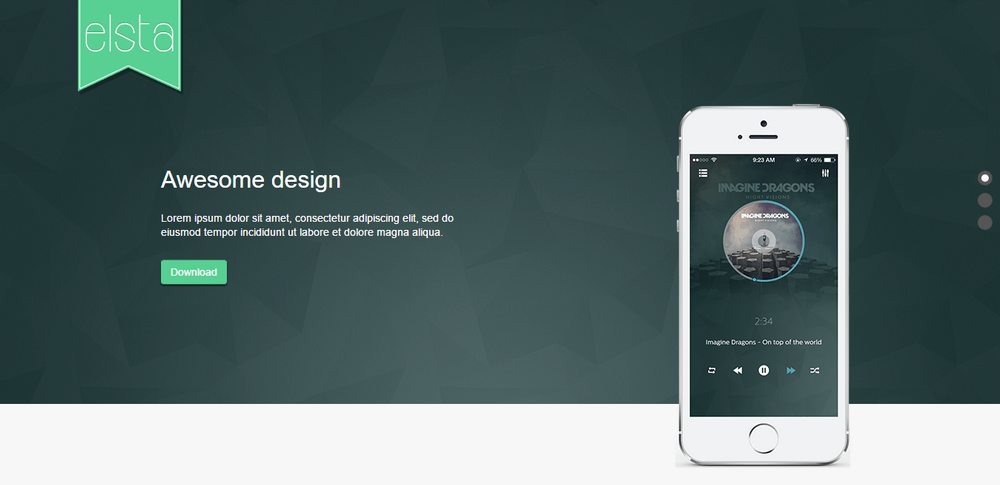 elsta
Awesome design
Lorem ipsum dolor sit amet, consectetur adipiscing elit, sed do
eiusmod tempor incididunt ut labore et dolore magna aliqua.
Download
9:23 AM
66%
IMAGINE DRAGONS
NIGHT VISIONS
IMAGINE DRAGONS
2:34
Imagine Dragons - On top of the world